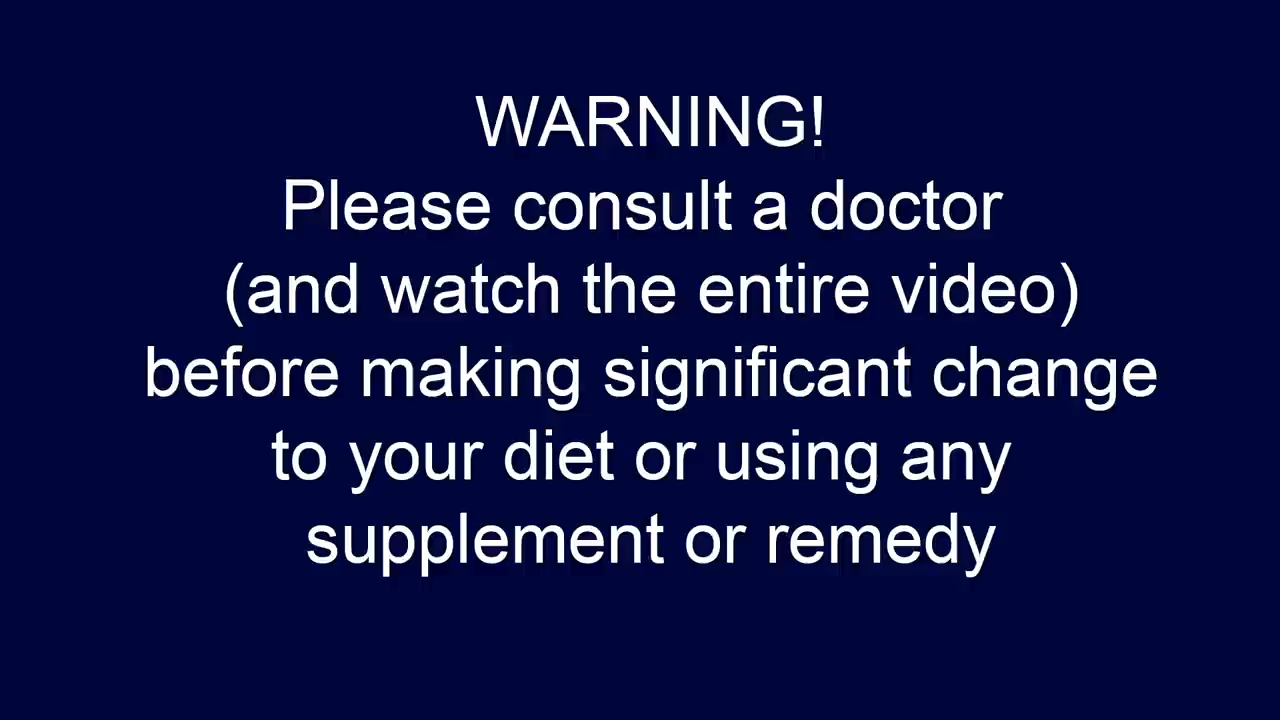 WARNING!
Please consult a doctor
(and watch the entire video)
before making significant change
to your diet or using any
supplement or remedy